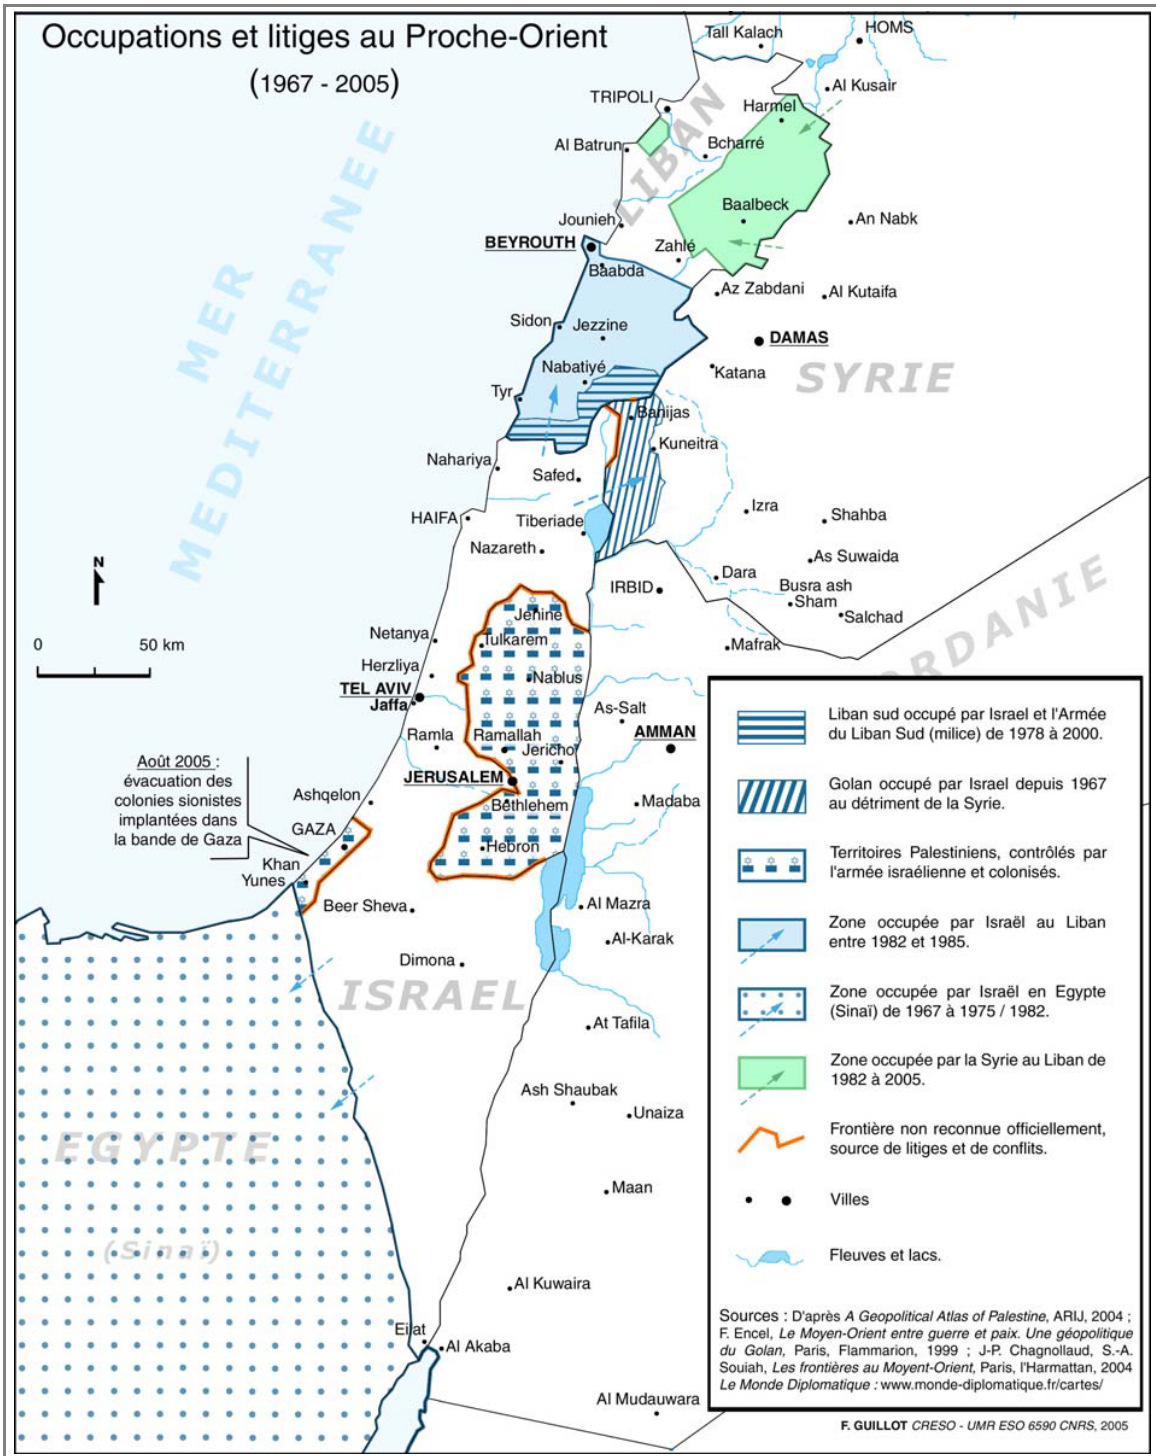 Occupations et litiges au Proche-Orient
(1967 - 2005)
Tall Kalach
HOMS
Al Kusair
TRIPOLI
Harmel
LIBAN
Al Batrun
Bcharré
MER
MEDITERRANEE
Baalbeck
An Nabk
Jounieh
BEYROUTH
Zahlé
Baabda
Az Zabdani
Al Kutaifa
Sidon
Jezzine
DAMAS
Nabatiyé
Katana
SYRIE
Tyr
Banijas
Kuneitra
Nahariya
Safed
Izra
Shahba
HAIFA
Tiberiade
Nazareth
As Suwaida
N
Dara
Busra ash
Sham
IRBID
Salchad
Jenine
JORDANIE
0
50 km
Netanya
Tulkarem
Mafrak
Herzliya
Nablus
TEL AVIV
Jaffa
As-Salt
Ramla
Ramallah
AMMAN
Jericho
JERUSALEM
Août 2005 :
évacuation des
colonies sionistes
implantées dans
la bande de Gaza
Ashqelon
Bethlehem
Madaba
GAZA
Hebron
Khan
Yunes
Beer Sheva
Al Mazra
Al-Karak
Dimona
ISRAEL
At Tafila
Ash Shaubak
Unaiza
EGYPTE
Maan
(Sinaï)
Al Kuwaira
Eilat
Al Akaba
Al Mudauwara
Liban sud occupé par Israel et l'Armée
du Liban Sud (milice) de 1978 à 2000.
Golan occupé par Israel depuis 1967
au détriment de la Syrie.
Territoires Palestiniens, contrôlés par
l'armée israélienne et colonisés.
Zone occupée par Israël au Liban
entre 1982 et 1985.
Zone occupée par Israël en Egypte
(Sinaï) de 1967 à 1975 / 1982.
Zone occupée par la Syrie au Liban de
1982 à 2005.
Frontière non reconnue officiellement,
source de litiges et de conflits.
Villes
Fleuves et lacs.
Sources : D'après A Geopolitical Atlas of Palestine, ARIJ, 2004 ;
F. Encel, Le Moyen-Orient entre guerre et paix. Une géopolitique
du Golan, Paris, Flammarion, 1999 ; J-P. Chagnollaud, S.-A.
Souiah, Les frontières au Moyent-Orient, Paris, l'Harmattan, 2004
Le Monde Diplomatique : www.monde-diplomatique.fr/cartes/
F. GUILLOT CRESO - UMR ESO 6590 CNRS, 2005